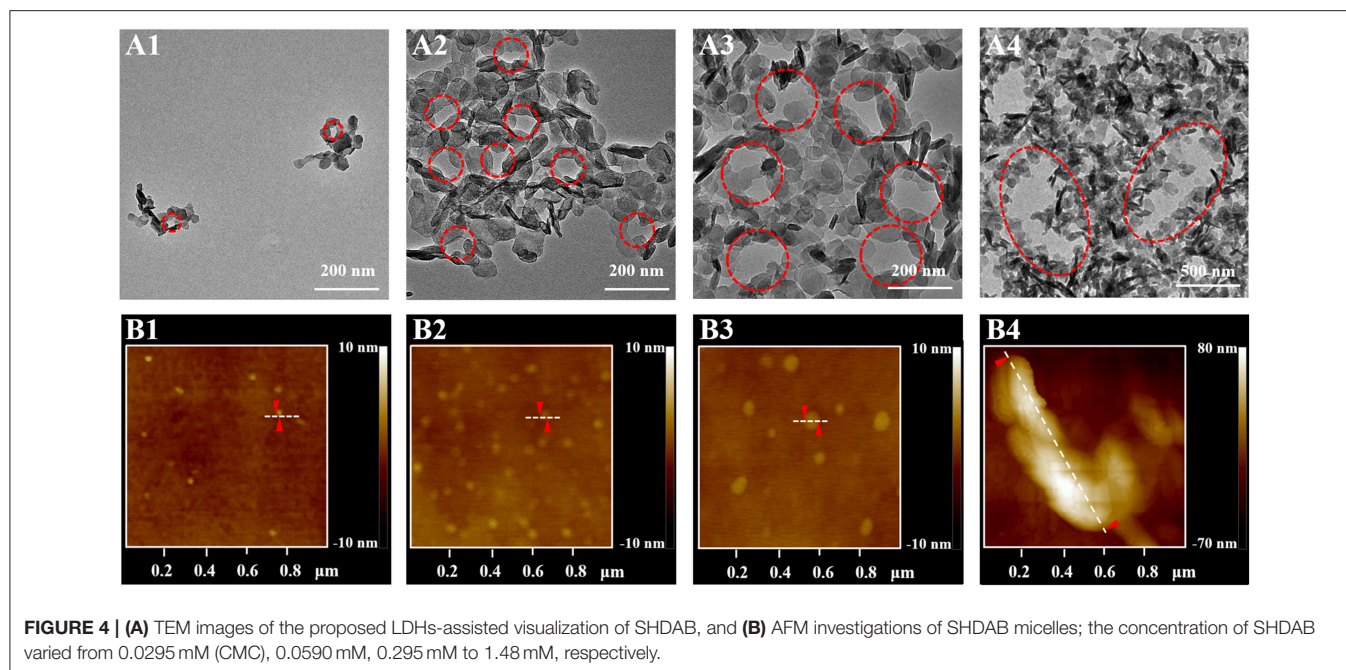 A1 A2 A3 A4
200 nm 200 nm 200 nm 500 nm
B1 B2 B3 B4
10 nm 10 nm 10 nm 80 nm
-10 nm -10 nm -10 nm -70 nm
0.2 0.4 0.6 0.8 µm 0.2 0.4 0.6 0.8 µm 0.2 0.4 0.6 0.8 µm 0.2 0.4 0.6 0.8 µm
FIGURE 4 | (A) TEM images of the proposed LDHs-assisted visualization of SHDAB, and (B) AFM investigations of SHDAB micelles; the concentration of SHDAB
varied from 0.0295 mM (CMC), 0.0590 mM, 0.295 mM to 1.48 mM, respectively.